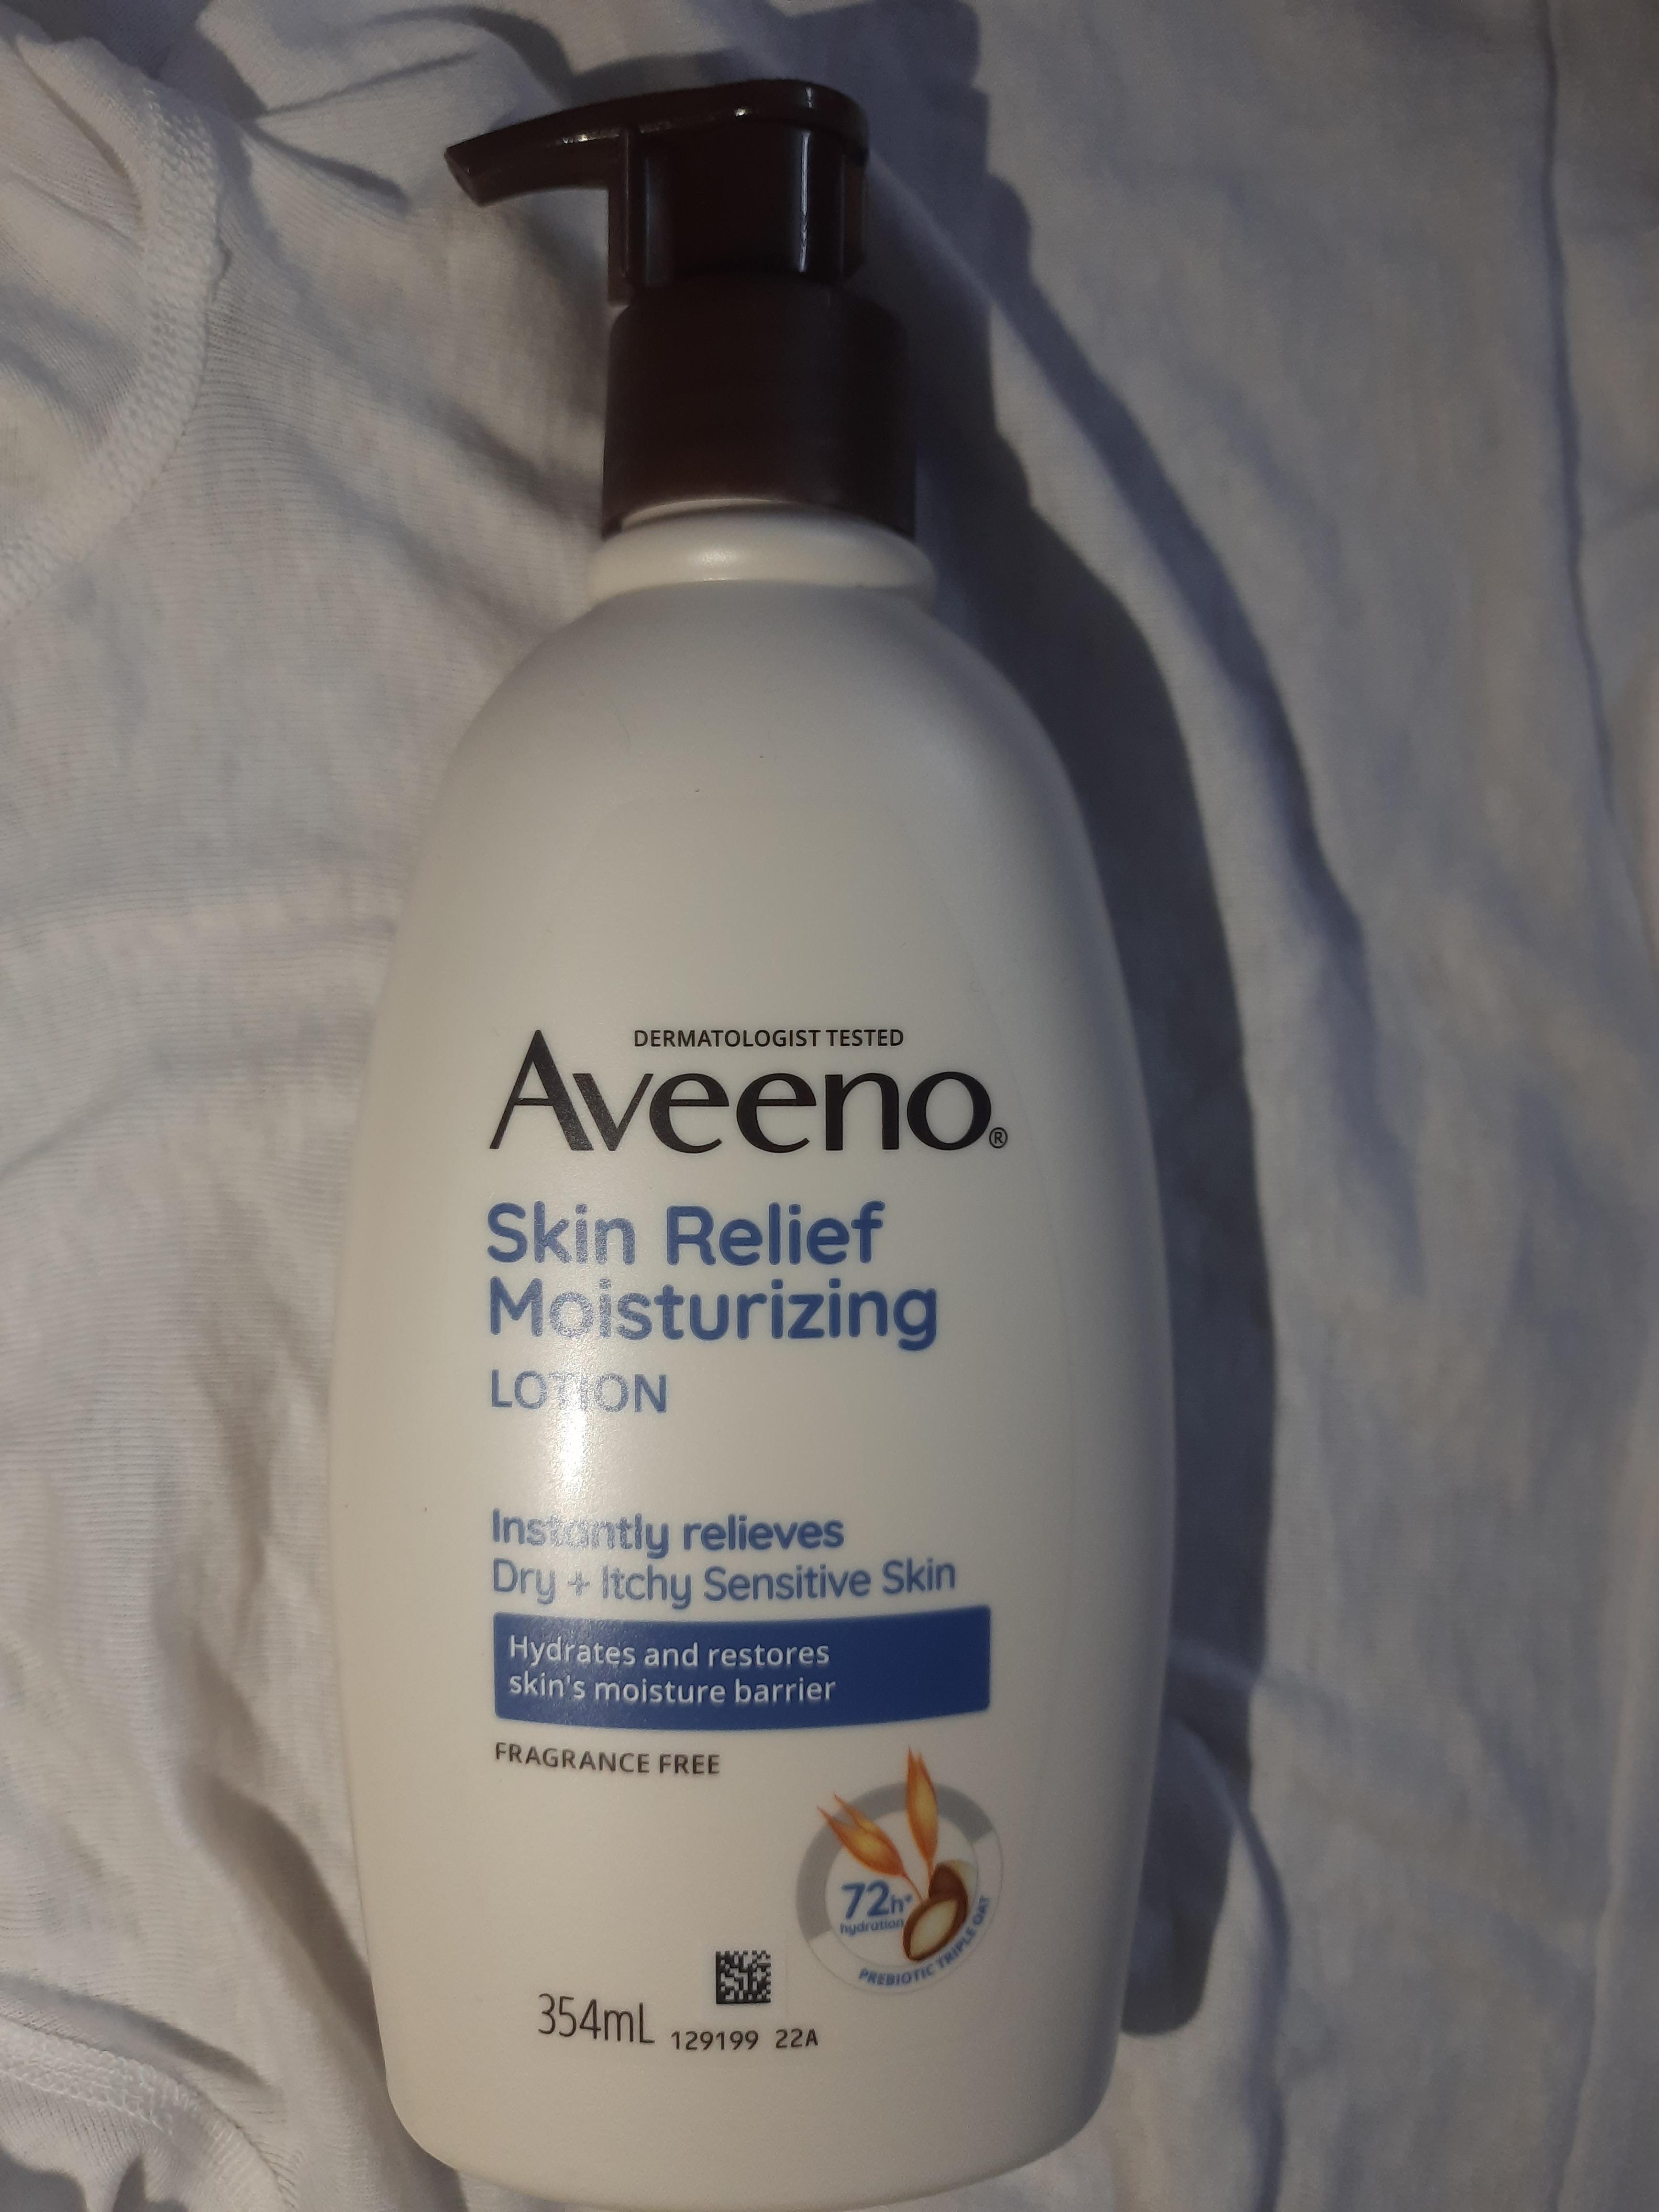 DERMATOLOGIST TESTED
Aveeno®
Skin Relief
Moisturizing
LOTION
Instantly relieves
Dry + Itchy Sensitive Skin
Hydrates and restores
skin's moisture barrier
FRAGRANCE FREE
72h*
hydration
PREBIOTIC TRIPLE OAT
354mL
129199 22A